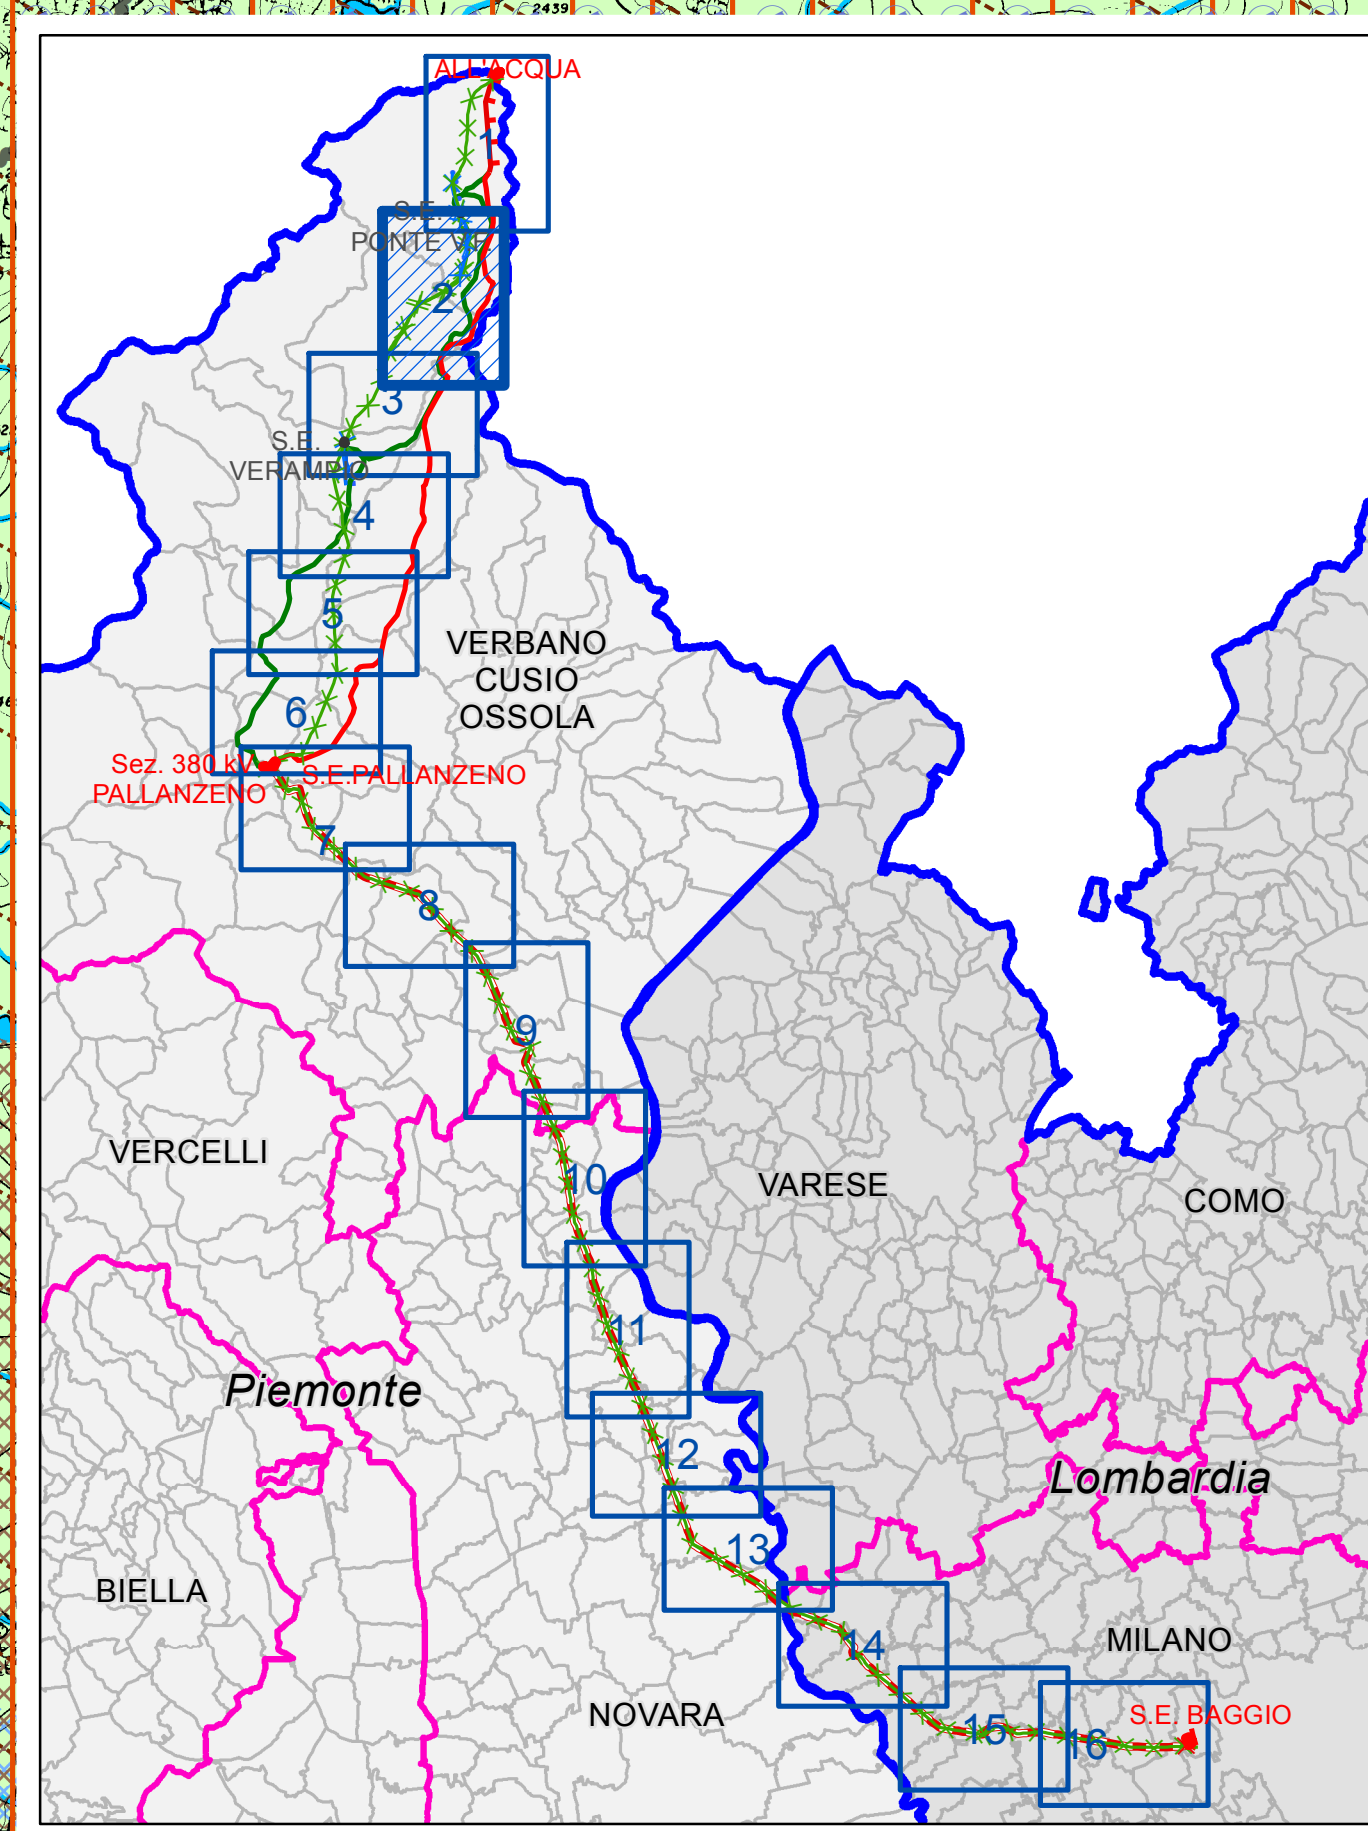 2439
ALL'ACQUA
1
S.E.
PONTE V.F.
2
3
S.E.
VERAMPIO
4
5
VERBANO
CUSIO
OSSOLA
6
Sez. 380 kV
PALLANZENO
S.E.PALLANZENO
7
8
9
VERCELLI
10
VARESE
COMO
11
Piemonte
12
Lombardia
13
BIELLA
14
MILANO
NOVARA
15
S.E. BAGGIO
16